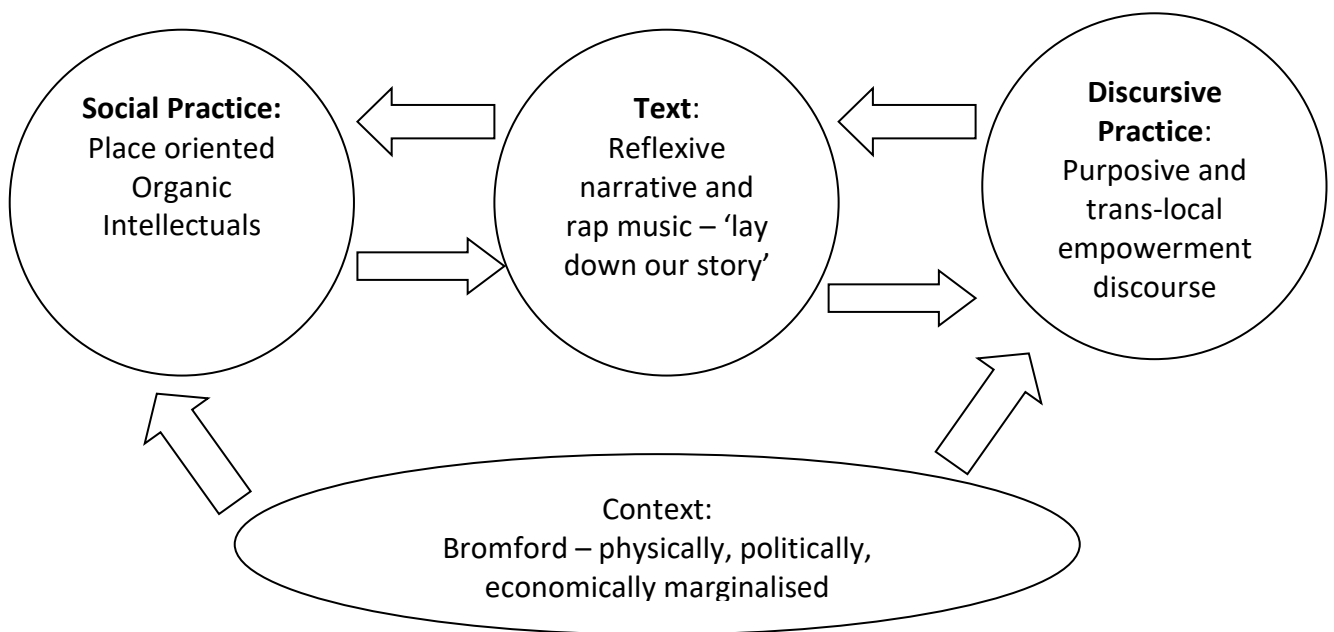 Social Practice:
Place oriented
Organic
Intellectuals
Text:
Reflexive
narrative and
rap music – ‘lay
down our story’
Discursive
Practice:
Purposive and
trans-local
empowerment
discourse
Context:
Bromford – physically, politically,
economically marginalised